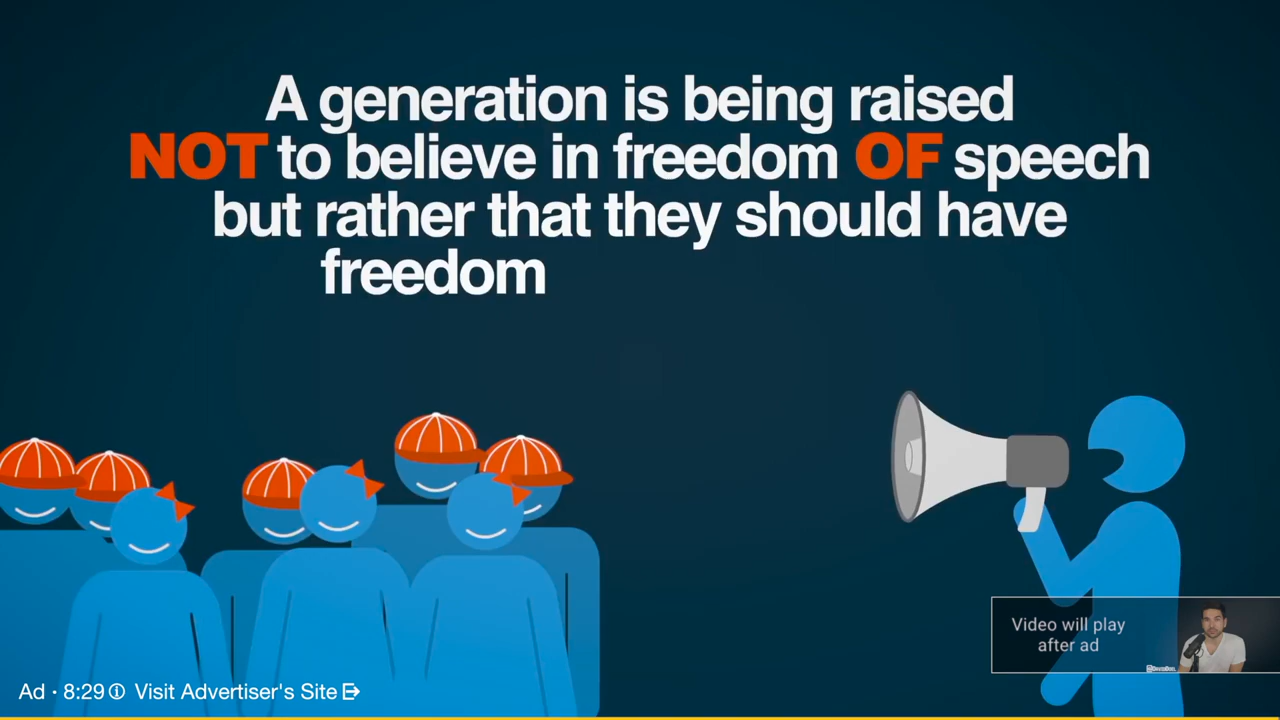 A generation is being raised
NOT to believe in freedom OF speech
but rather that they should have
freedom
Video will play
after ad
Ad · 8:29 Visit Advertiser's Site